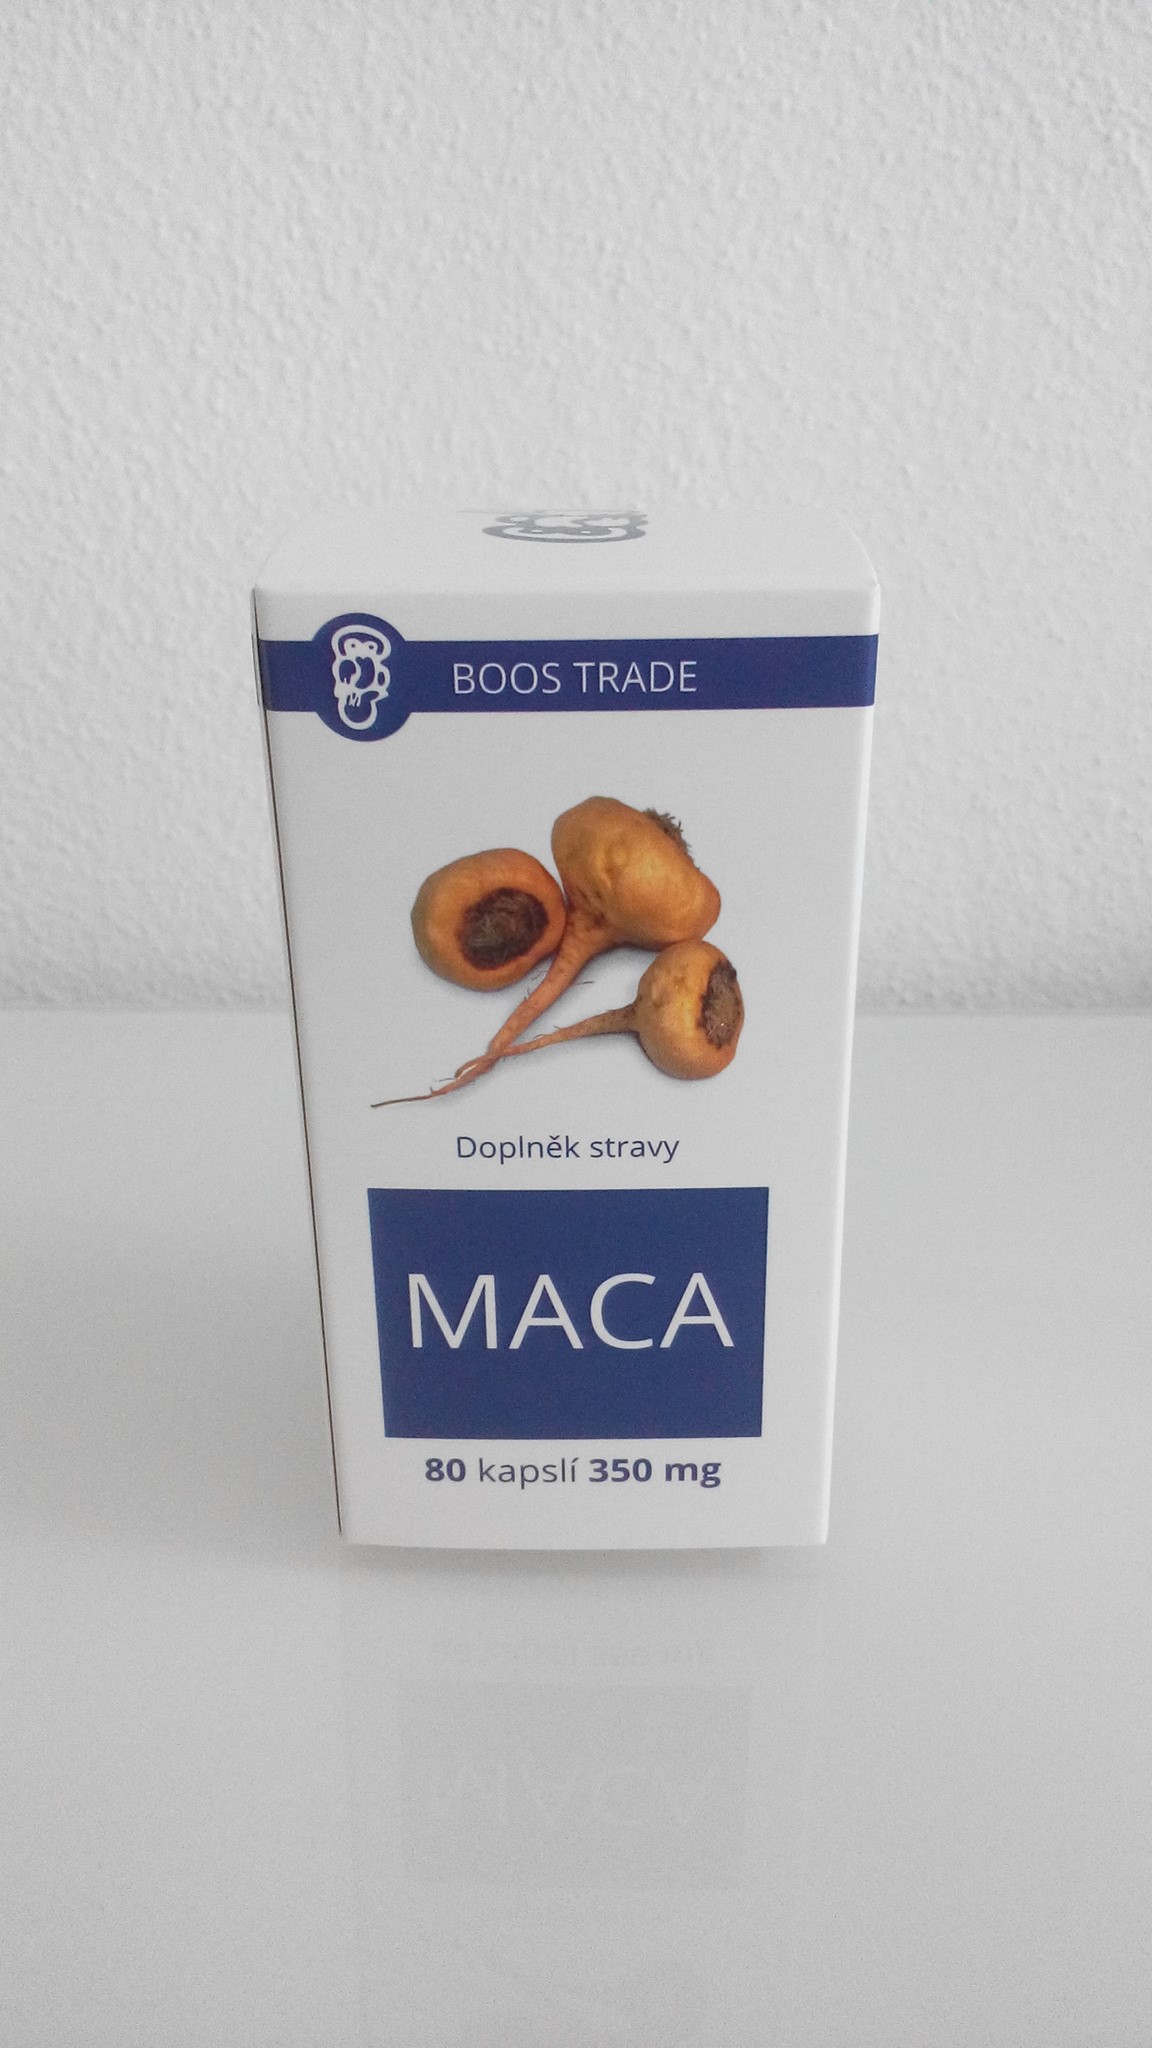 BOOS TRADE
Doplněk stravy
MACA
80 kapslí 350 mg